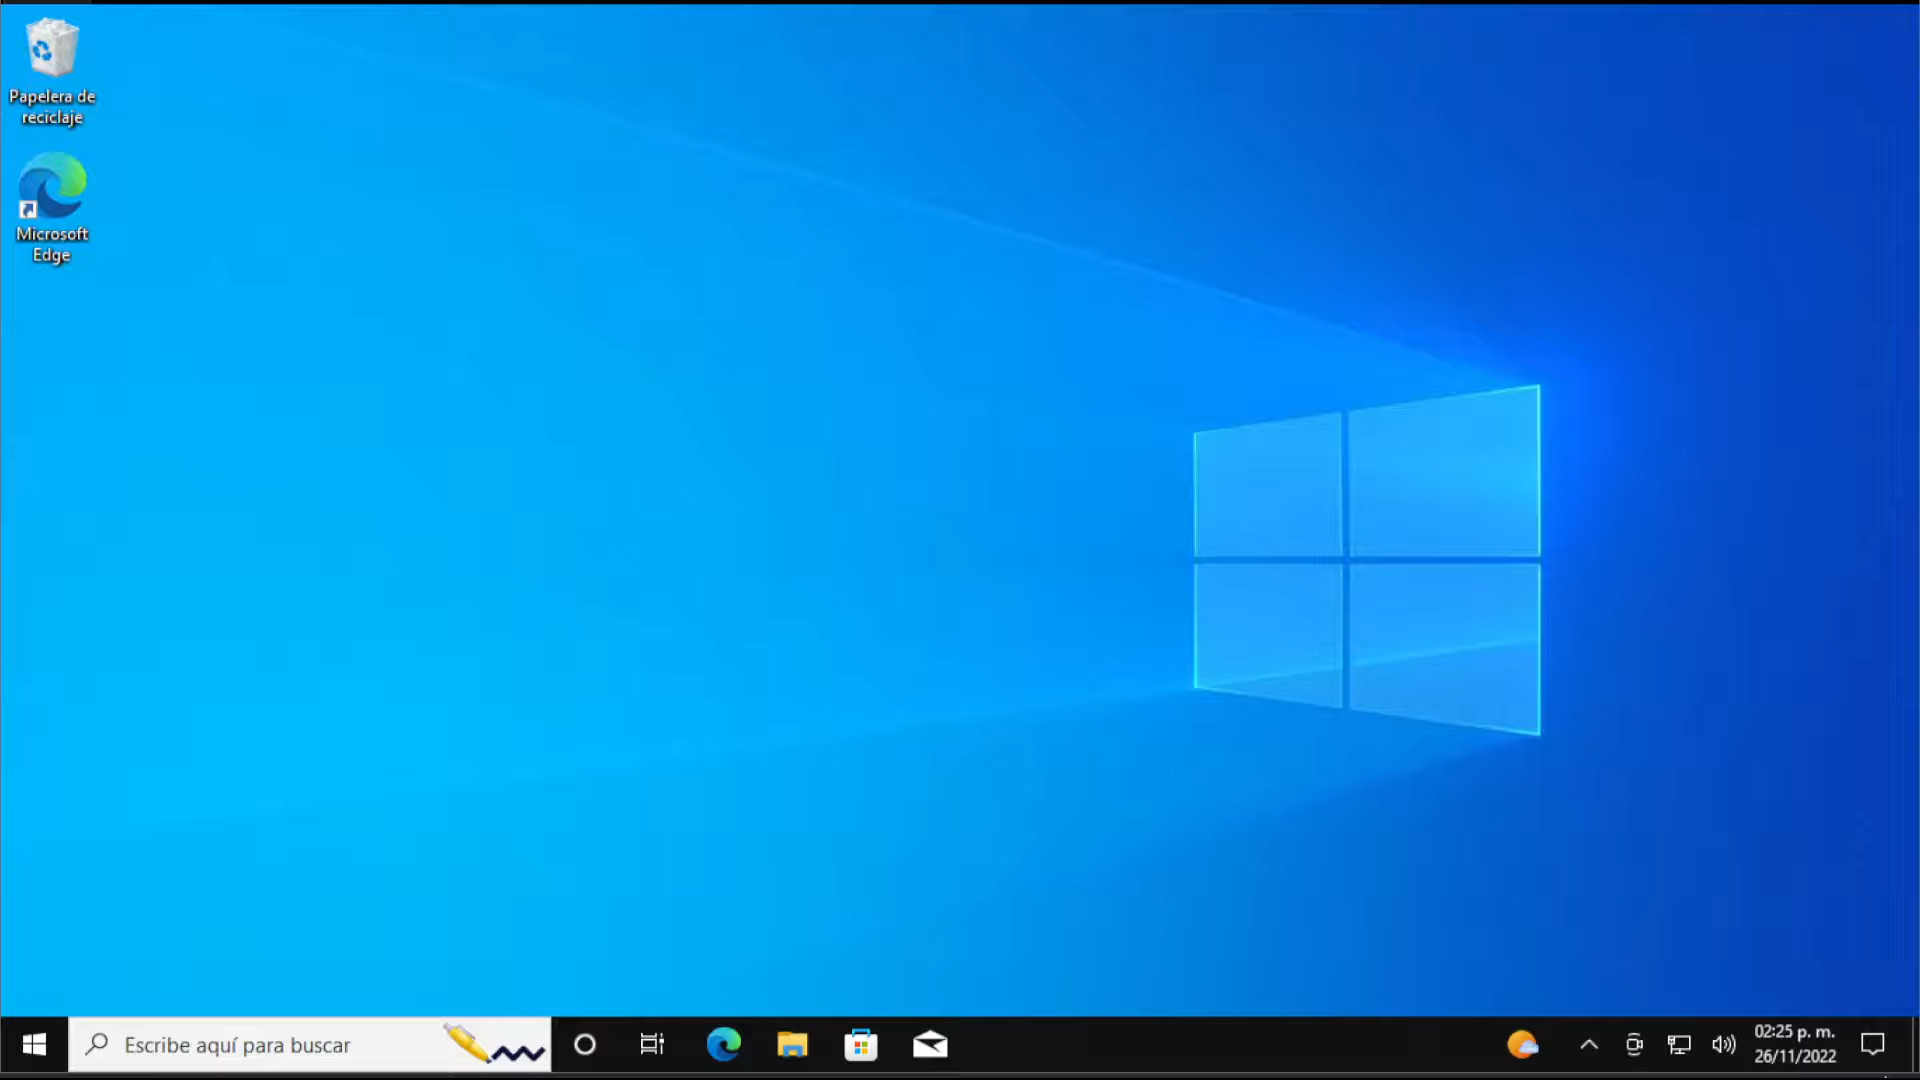 Papelera de
reciclaje
Microsoft
Edge
Escribe aquí para buscar
02:25 p. m.
26/11/2022